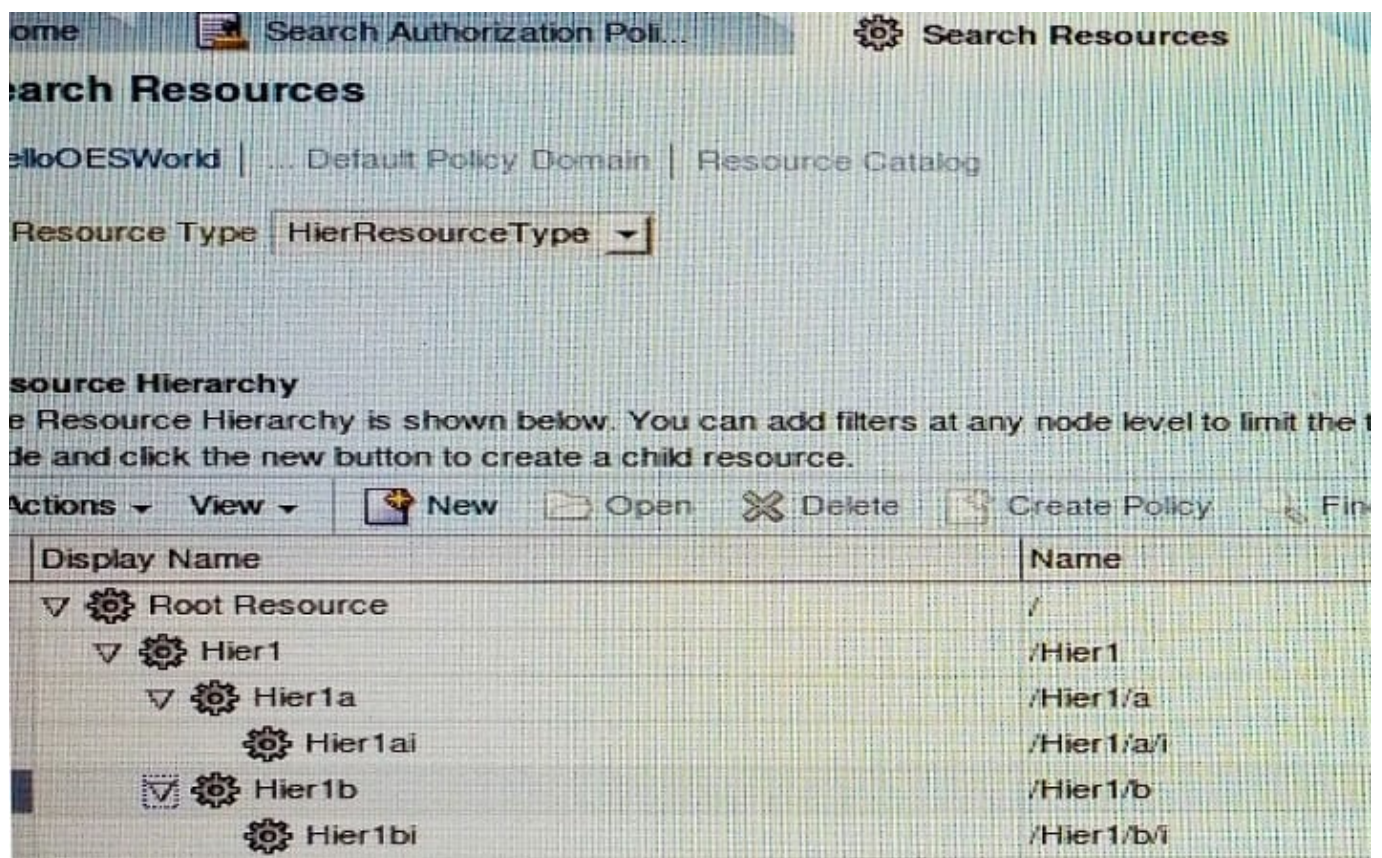 ome Search Authorization Poli... Search Resources
earch Resources
elloOESWorld | ... Default Policy Domain | Resource Catalog
Resource Type HierResourceType
source Hierarchy
e Resource Hierarchy is shown below. You can add filters at any node level to limit the t
de and click the new button to create a child resource.
Actions View New Open Delete Create Policy Fin
Display Name Name
Root Resource /
Hier1 /Hier1
Hier1a /Hier1/a
Hier1ai /Hier1/a/i
Hier1b /Hier1/b
Hier1bi /Hier1/b/i